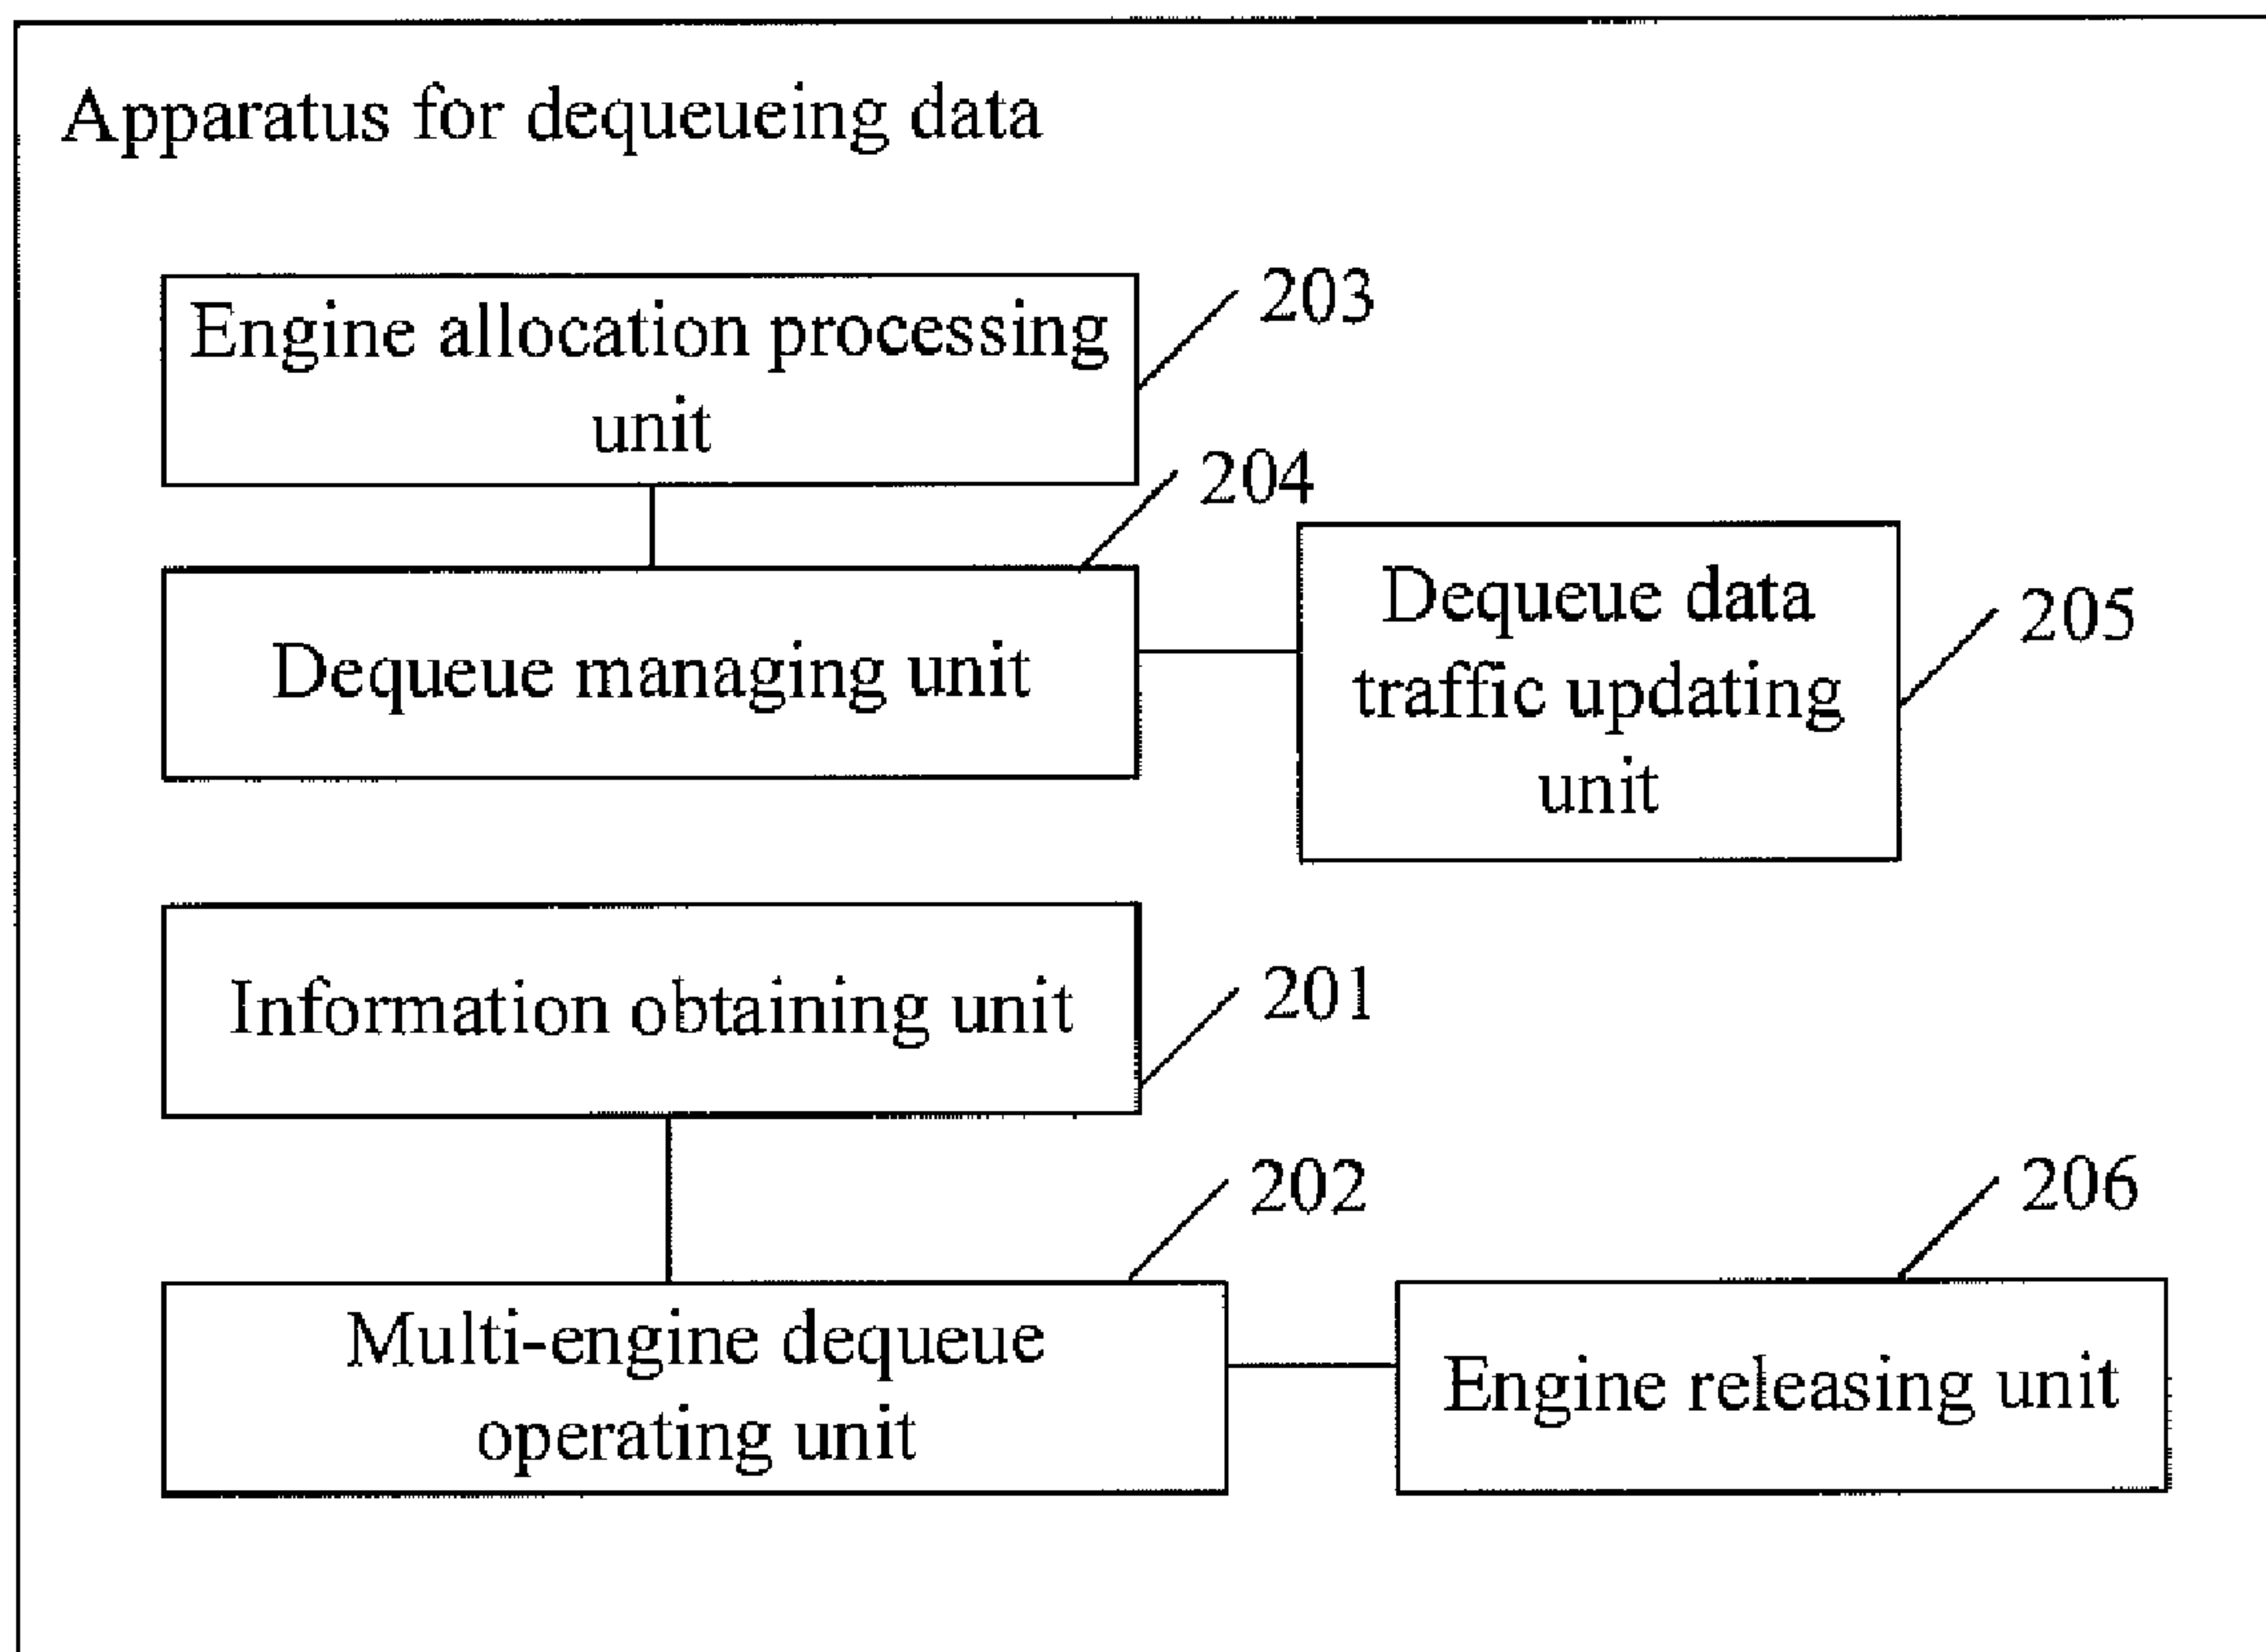 Apparatus for dequeueing data
203
Engine allocation processing
unit
204
Dequeue managing unit
Dequeue data
traffic updating
unit
205
Information obtaining unit
201
202
206
Multi-engine dequeue
operating unit
Engine releasing unit